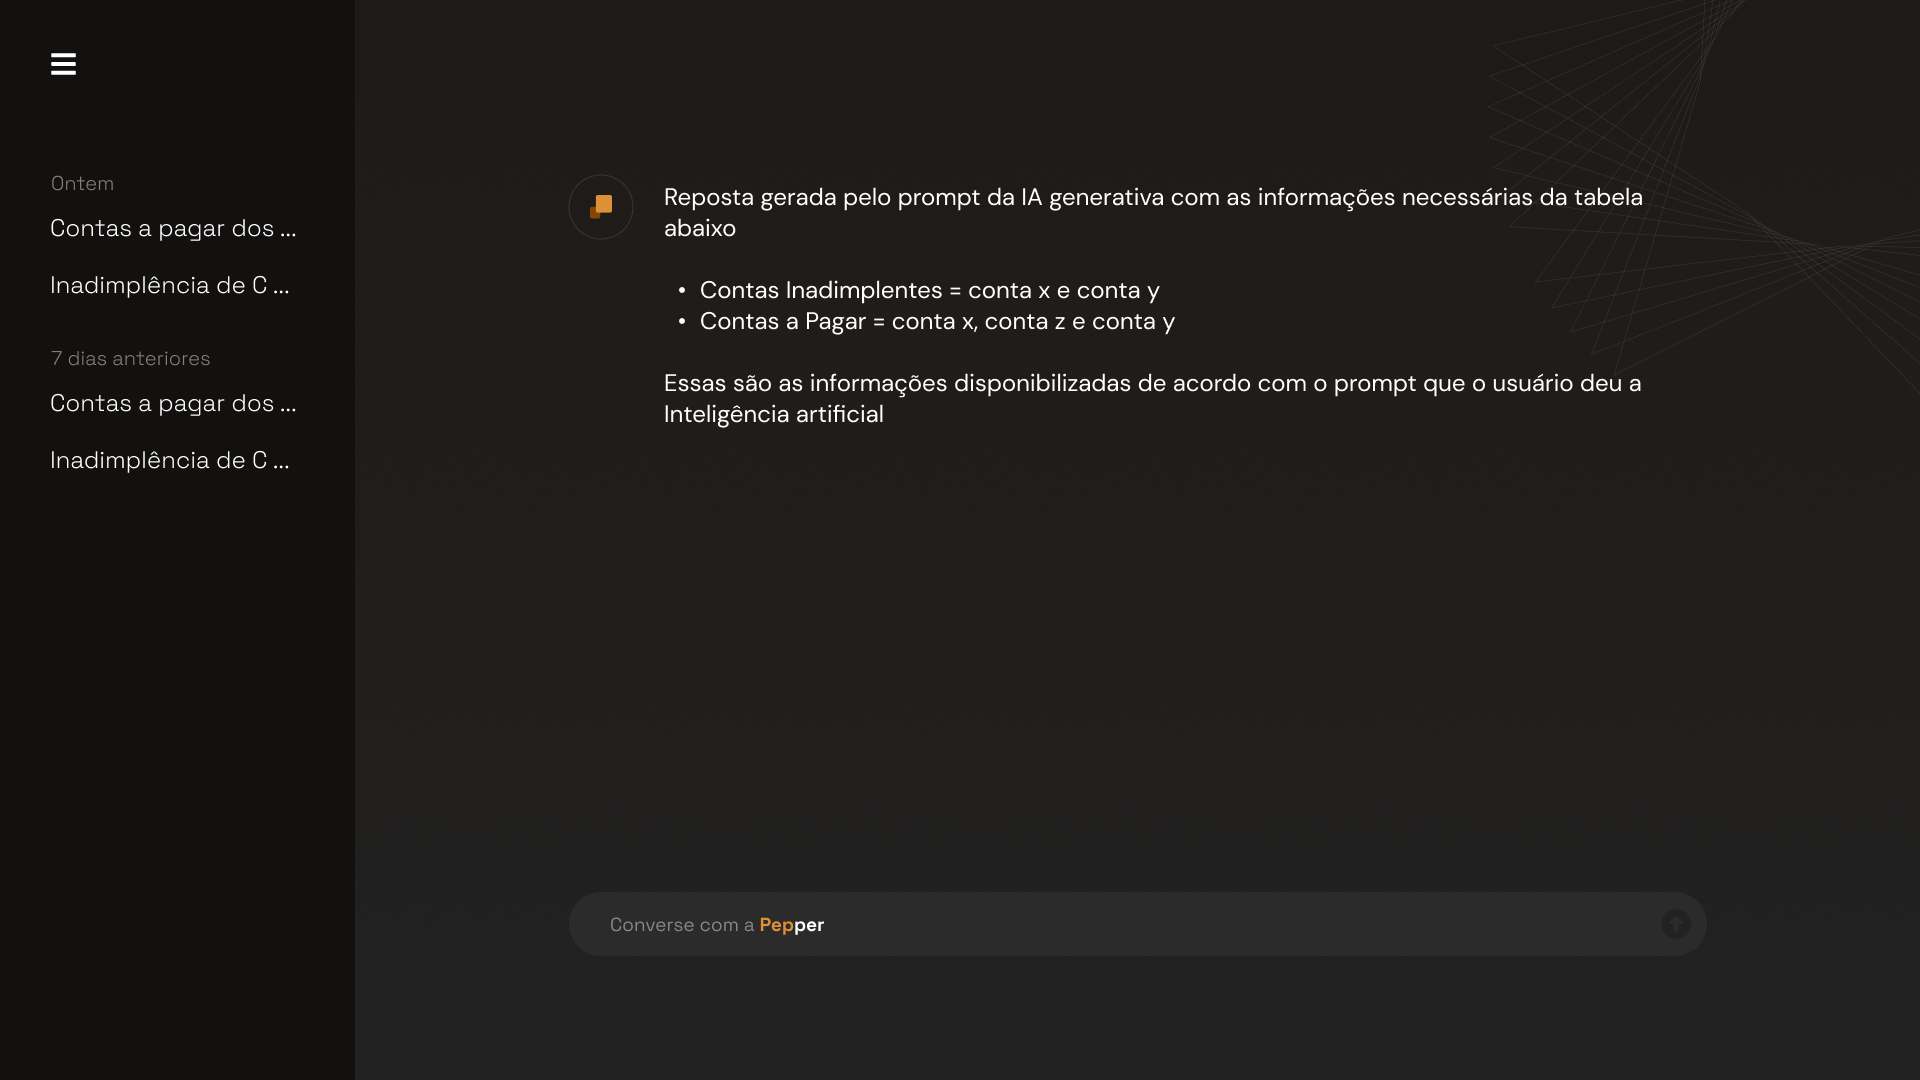 Ontem
Contas a pagar dos ...
Inadimplência de C ...
7 dias anteriores
Contas a pagar dos ...
Inadimplência de C ...
Reposta gerada pelo prompt da IA generativa com as informações necessárias da tabela
abaixo
• Contas Inadimplentes = conta x e conta y
• Contas a Pagar = conta x, conta z e conta y
Essas são as informações disponibilizadas de acordo com o prompt que o usuário deu a
Inteligência artificial
Converse com a Pepper